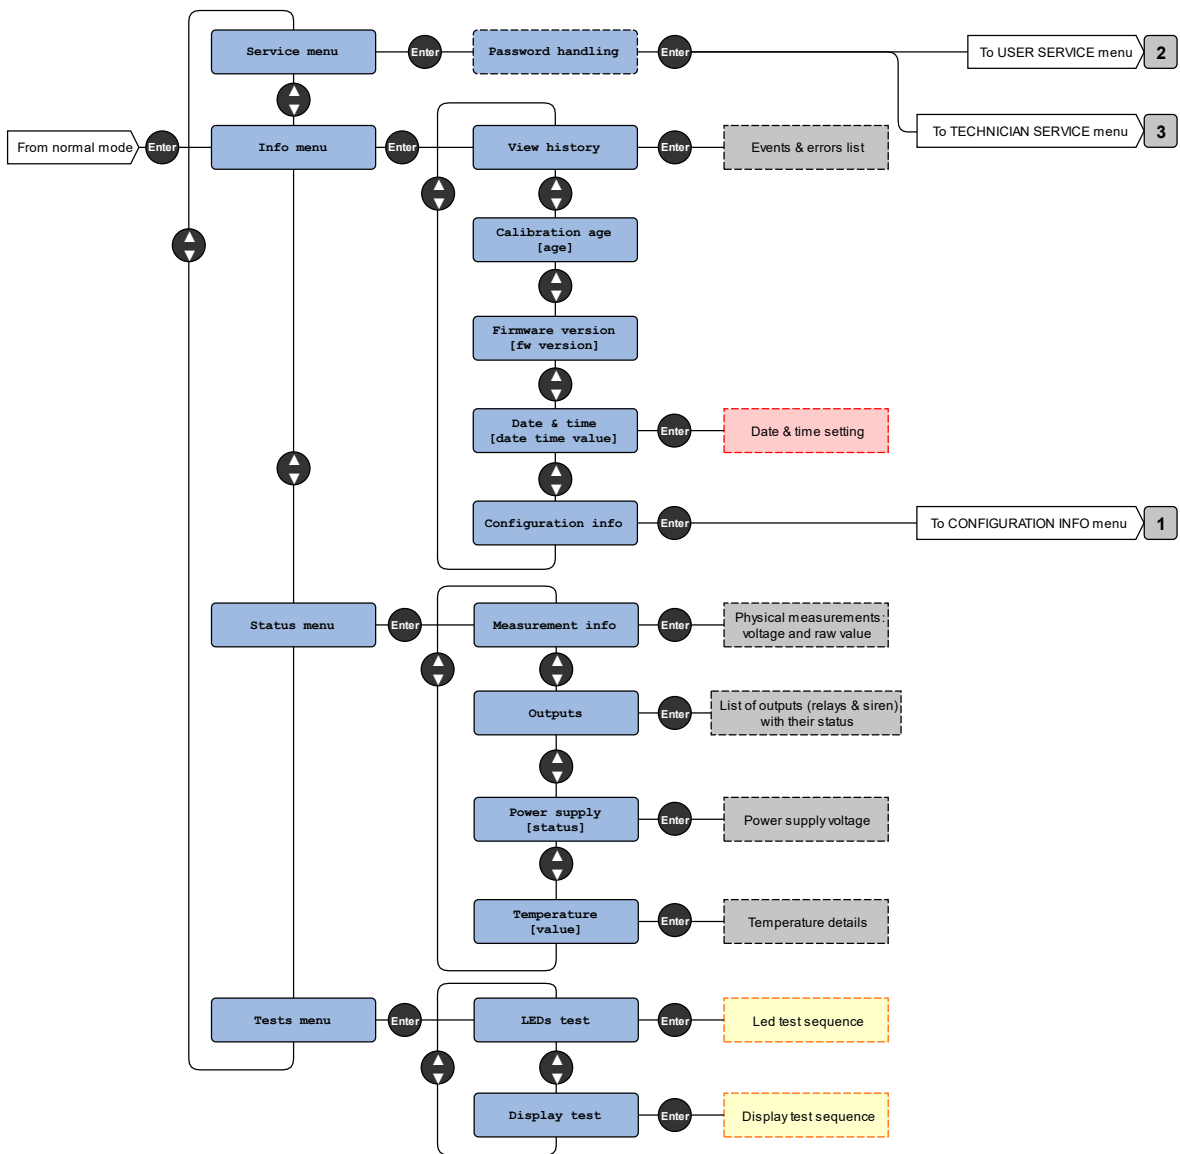 Service menu
Enter
Password handling
Enter
To USER SERVICE menu
2
To TECHNICIAN SERVICE menu
3
From normal mode
Enter
Info menu
Enter
View history
Enter
Events & errors list
Calibration age
[age]
Firmware version
[fw version]
Date & time
[date time value]
Enter
Date & time setting
Configuration info
Enter
To CONFIGURATION INFO menu
1
Status menu
Enter
Measurement info
Enter
Physical measurements:
voltage and raw value
Outputs
Enter
List of outputs (relays & siren)
with their status
Power supply
[status]
Enter
Power supply voltage
Temperature
[value]
Enter
Temperature details
Tests menu
Enter
LEDs test
Enter
Led test sequence
Display test
Enter
Display test sequence